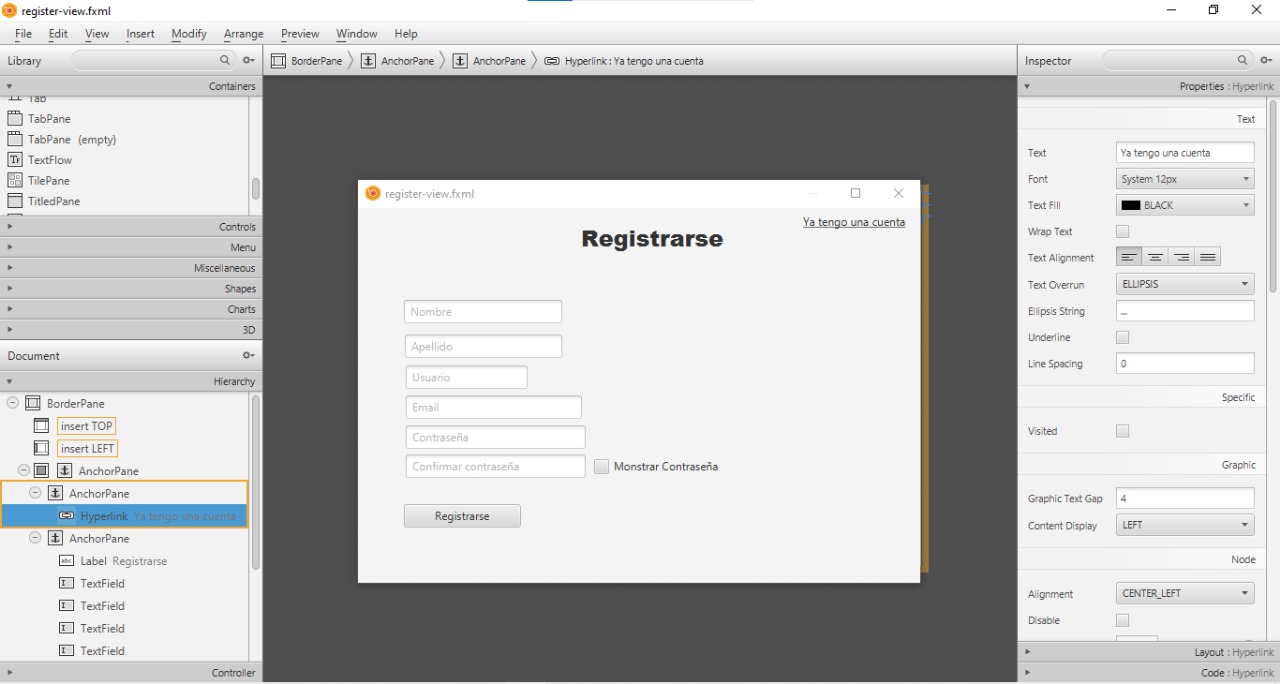 register-view.fxml
File Edit View Insert Modify Arrange Preview Window Help
Library
Containers
Tab
TabPane
TabPane (empty)
Tr TextFlow
TilePane
TitledPane
Controls
Menu
Miscellaneous
Shapes
Charts
3D
Document
Hierarchy
BorderPane
insert TOP
insert LEFT
AnchorPane
AnchorPane
Hyperlink Ya tengo una cuenta
AnchorPane
abc Label Registrarse
TextField
TextField
TextField
TextField
Controller
BorderPane AnchorPane AnchorPane Hyperlink : Ya tengo una cuenta
register-view.fxml
Ya tengo una cuenta
Registrarse
Nombre
Apellido
Usuario
Email
Contraseña
Confirmar contraseña Monstrar Contraseña
Registrarse
Inspector
Properties : Hyperlink
Text
Text Ya tengo una cuenta
Font System 12px
Text Fill BLACK
Wrap Text
Text Alignment
Text Overrun ELLIPSIS
Ellipsis String ...
Underline
Line Spacing 0
Specific
Visited
Graphic
Graphic Text Gap 4
Content Display LEFT
Node
Alignment CENTER_LEFT
Disable
Layout : Hyperlink
Code : Hyperlink